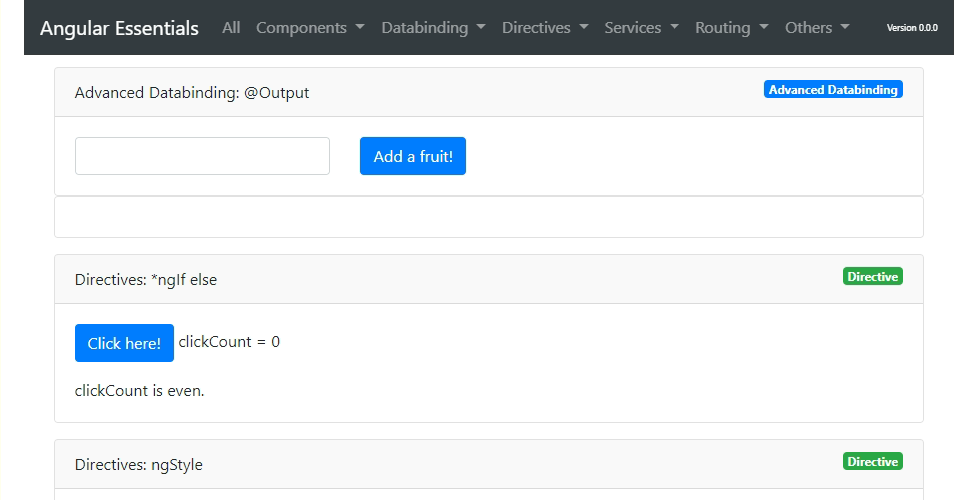 Angular Essentials All Components Databinding Directives Services Routing Others Version 0.0.0
Advanced Databinding: @Output Advanced Databinding
Add a fruit!
Directives: *ngIf else Directive
Click here! clickCount = 0
clickCount is even.
Directives: ngStyle Directive